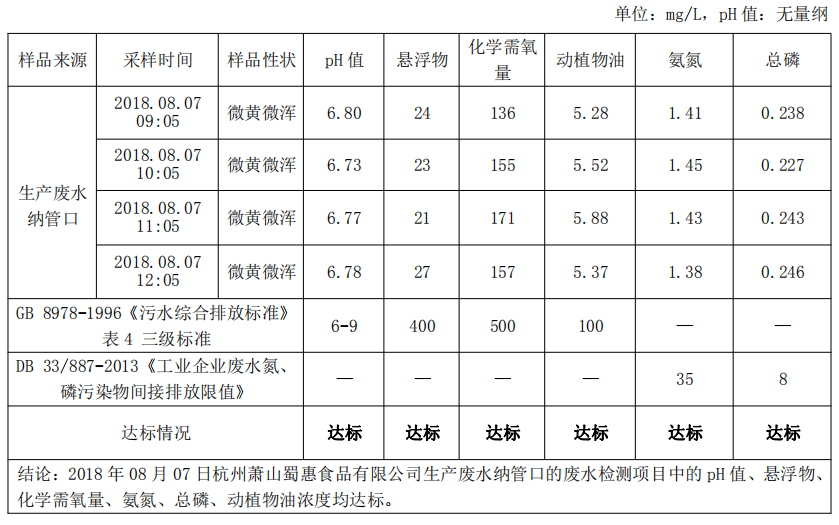 单位：mg/L，pH 值：无量纲
样品来源 采样时间 样品性状 pH 值 悬浮物 化学需氧量 动植物油 氨氮 总磷
生产废水纳管口
2018.08.07 09:05 微黄微浑 6.80 24 136 5.28 1.41 0.238
2018.08.07 10:05 微黄微浑 6.73 23 155 5.52 1.45 0.227
2018.08.07 11:05 微黄微浑 6.77 21 171 5.88 1.43 0.243
2018.08.07 12:05 微黄微浑 6.78 27 157 5.37 1.38 0.246
GB 8978-1996《污水综合排放标准》表 4 三级标准 6-9 400 500 100 — —
DB 33/887-2013《工业企业废水氮、磷污染物间接排放限值》 — — — — 35 8
达标情况 达标 达标 达标 达标 达标 达标
结论：2018 年 08 月 07 日杭州萧山蜀惠食品有限公司生产废水纳管口的废水检测项目中的 pH 值、悬浮物、
化学需氧量、氨氮、总磷、动植物油浓度均达标。